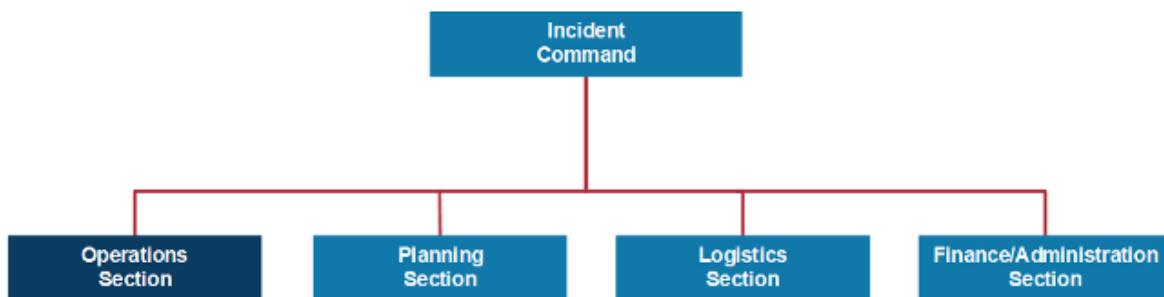 Incident
Command
Operations
Section
Planning
Section
Logistics
Section
Finance/Administration
Section